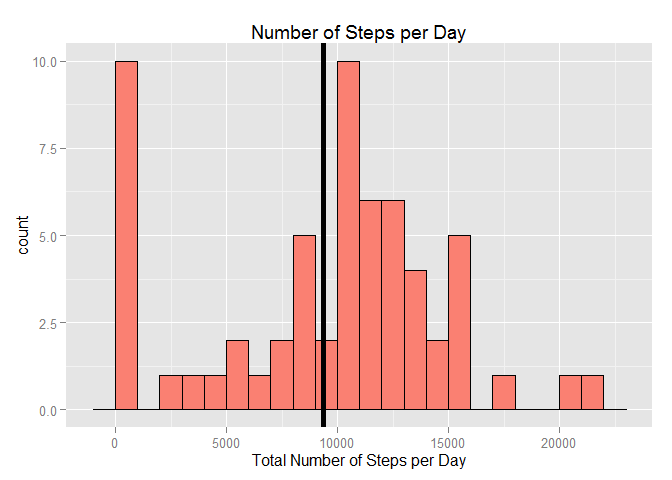 Number of Steps per Day
10.0
7.5
5.0
2.5
0.0
count
0 5000 10000 15000 20000
Total Number of Steps per Day